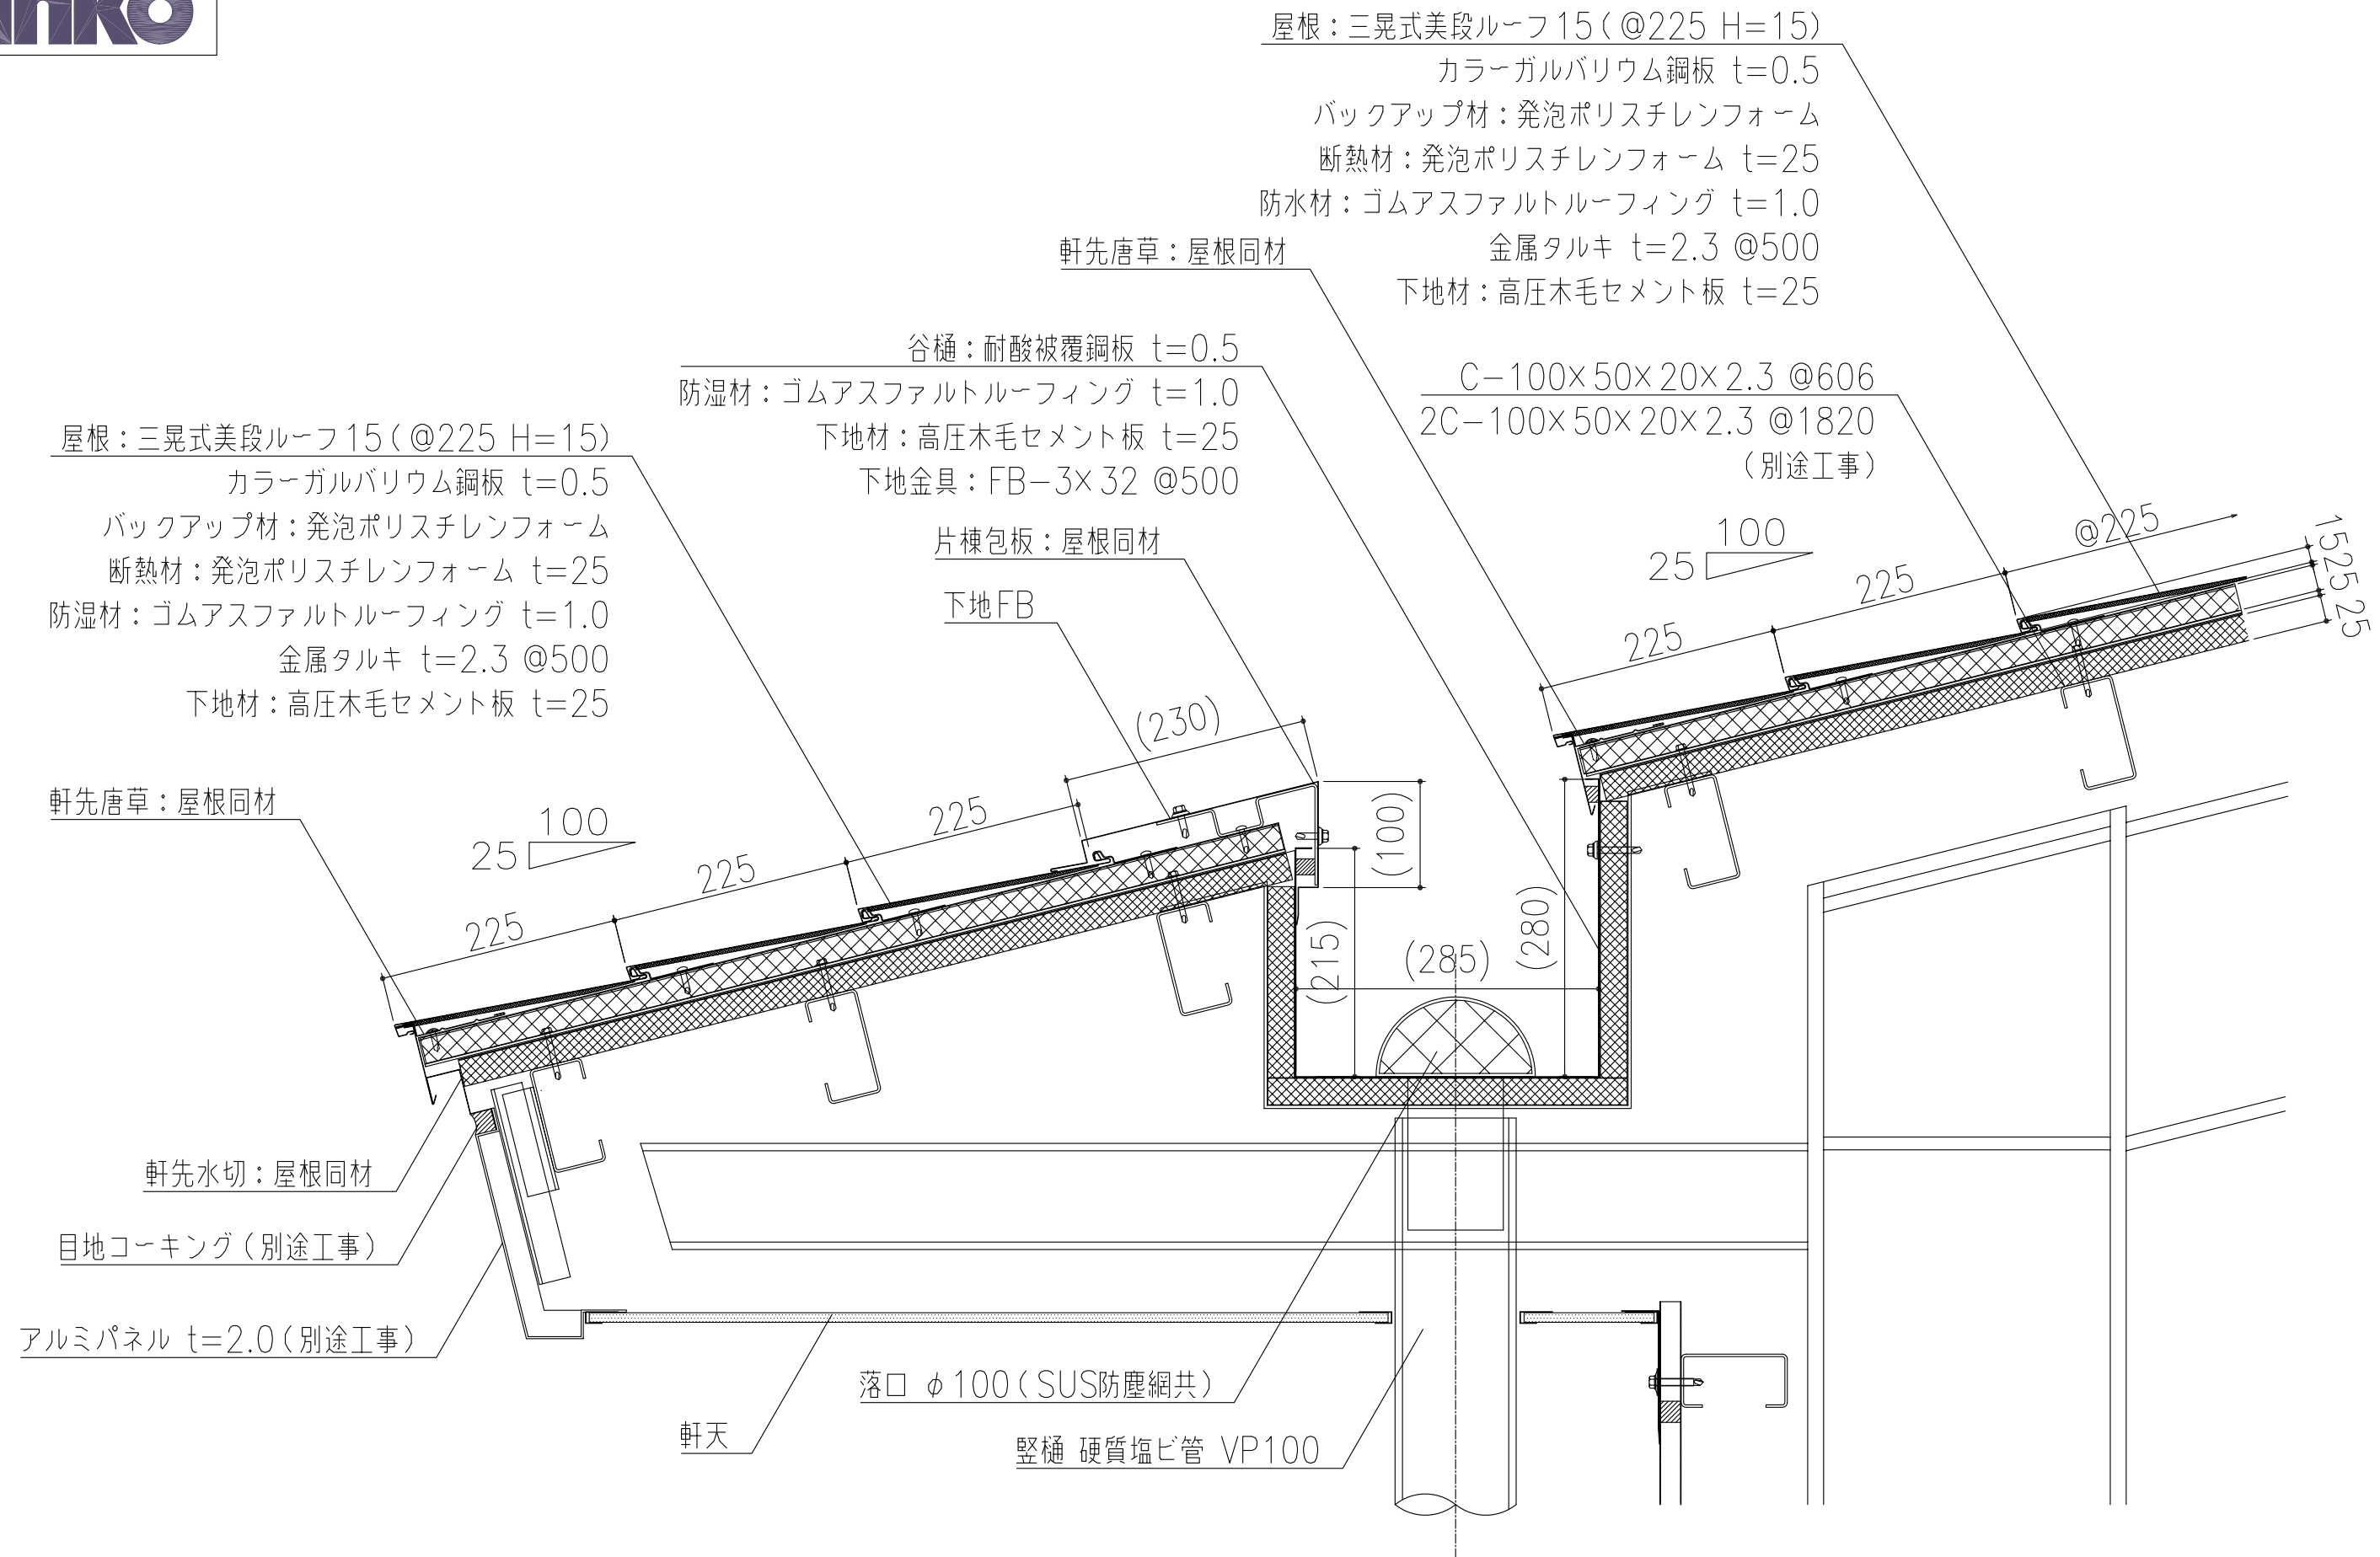 屋根：三晃式美段ルーフ15(@225 H=15)
カラーガルバリウム鋼板 t=0.5
バックアップ材：発泡ポリスチレンフォーム
断熱材：発泡ポリスチレンフォーム t=25
防水材：ゴムアスファルトルーフィング t=1.0
金属タルキ t=2.3 @500
下地材：高圧木毛セメント板 t=25
軒先唐草：屋根同材
谷樋：耐酸被覆鋼板 t=0.5
防湿材：ゴムアスファルトルーフィング t=1.0
下地材：高圧木毛セメント板 t=25
下地金具：FB-3×32 @500
C-100×50×20×2.3 @606
2C-100×50×20×2.3 @1820
(別途工事)
屋根：三晃式美段ルーフ15(@225 H=15)
カラーガルバリウム鋼板 t=0.5
バックアップ材：発泡ポリスチレンフォーム
断熱材：発泡ポリスチレンフォーム t=25
防湿材：ゴムアスファルトルーフィング t=1.0
金属タルキ t=2.3 @500
下地材：高圧木毛セメント板 t=25
片棟包板：屋根同材
下地FB
100
25
@225
225
225
15
25
25
(230)
軒先唐草：屋根同材
100
25
225
225
225
(100)
(280)
(215)
(285)
軒先水切：屋根同材
目地コーキング(別途工事)
アルミパネル t=2.0(別途工事)
落口 φ100(SUS防塵網共)
軒天
竪樋 硬質塩ビ管 VP100